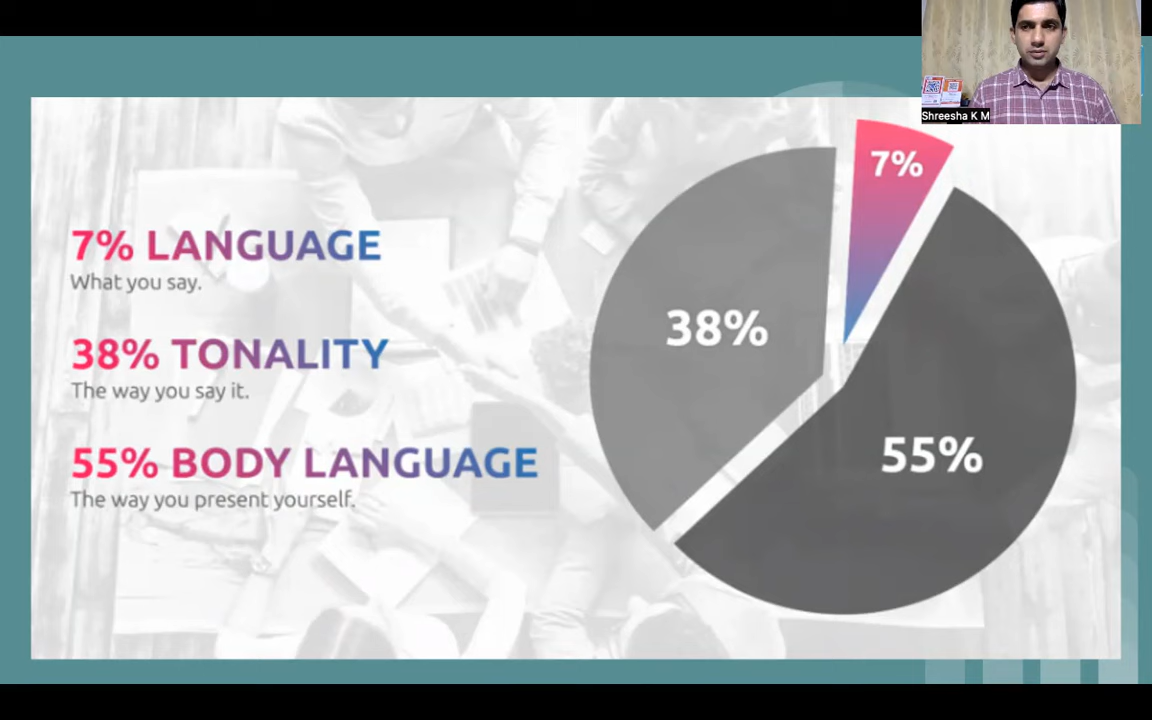 Shreesha K M
7% LANGUAGE
What you say.
38% TONALITY
The way you say it.
55% BODY LANGUAGE
The way you present yourself.
7%
38%
55%